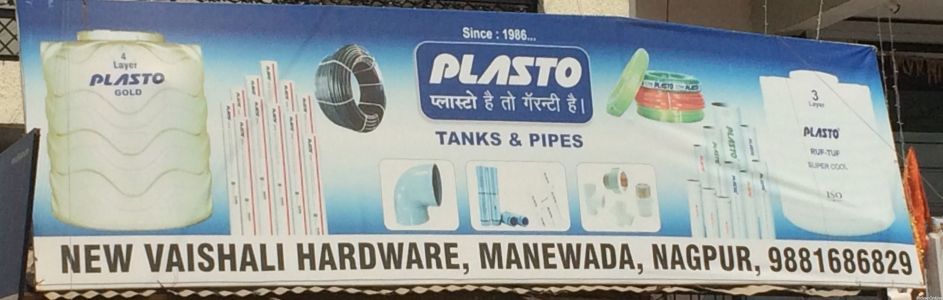 Since : 1986...
PLASTO
प्लास्टो है तो गॅरन्टी है।
TANKS & PIPES
4
Layer
PLASTO
GOLD
3
Layer
PLASTO
RUF-TUF
SUPER COOL
ISO
PLASTO
NEW VAISHALI HARDWARE, MANEWADA, NAGPUR, 9881686829